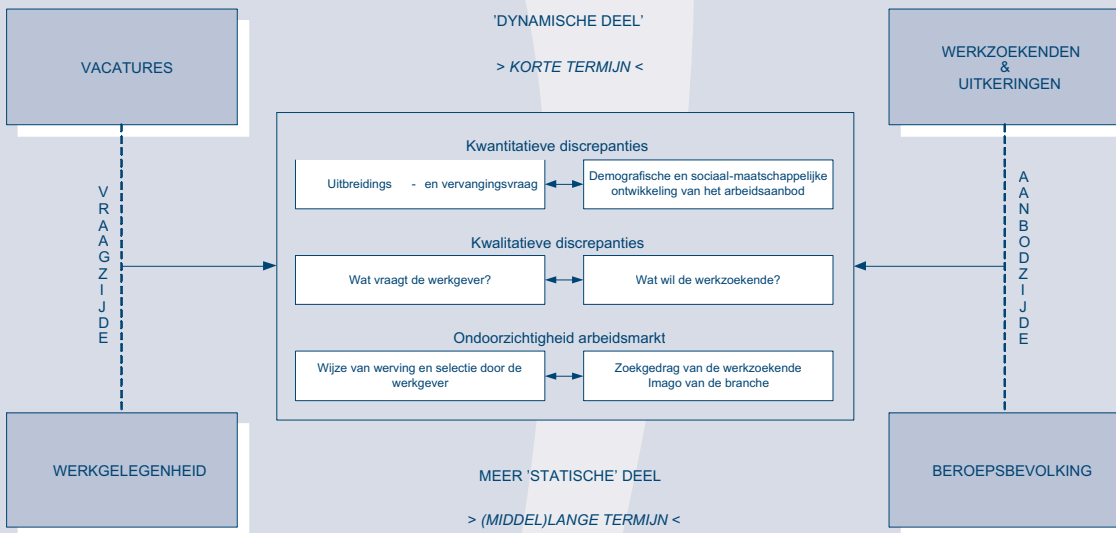 'DYNAMISCHE DEEL'
> KORTE TERMIJN <
VACATURES
WERKZOEKENDEN
&
UITKERINGEN
VRAAGZIJDE
AANBODZIJDE
Kwantitatieve discrepanties
Uitbreidings - en vervangingsvraag
Demografische en sociaal-maatschappelijke
ontwikkeling van het arbeidsaanbod
Kwalitatieve discrepanties
Wat vraagt de werkgever?
Wat wil de werkzoekende?
Ondoorzichtigheid arbeidsmarkt
Wijze van werving en selectie door de
werkgever
Zoekgedrag van de werkzoekende
Imago van de branche
WERKGELEGENHEID
BEROEPSBEVOLKING
MEER 'STATISCHE' DEEL
> (MIDDEL)LANGE TERMIJN <